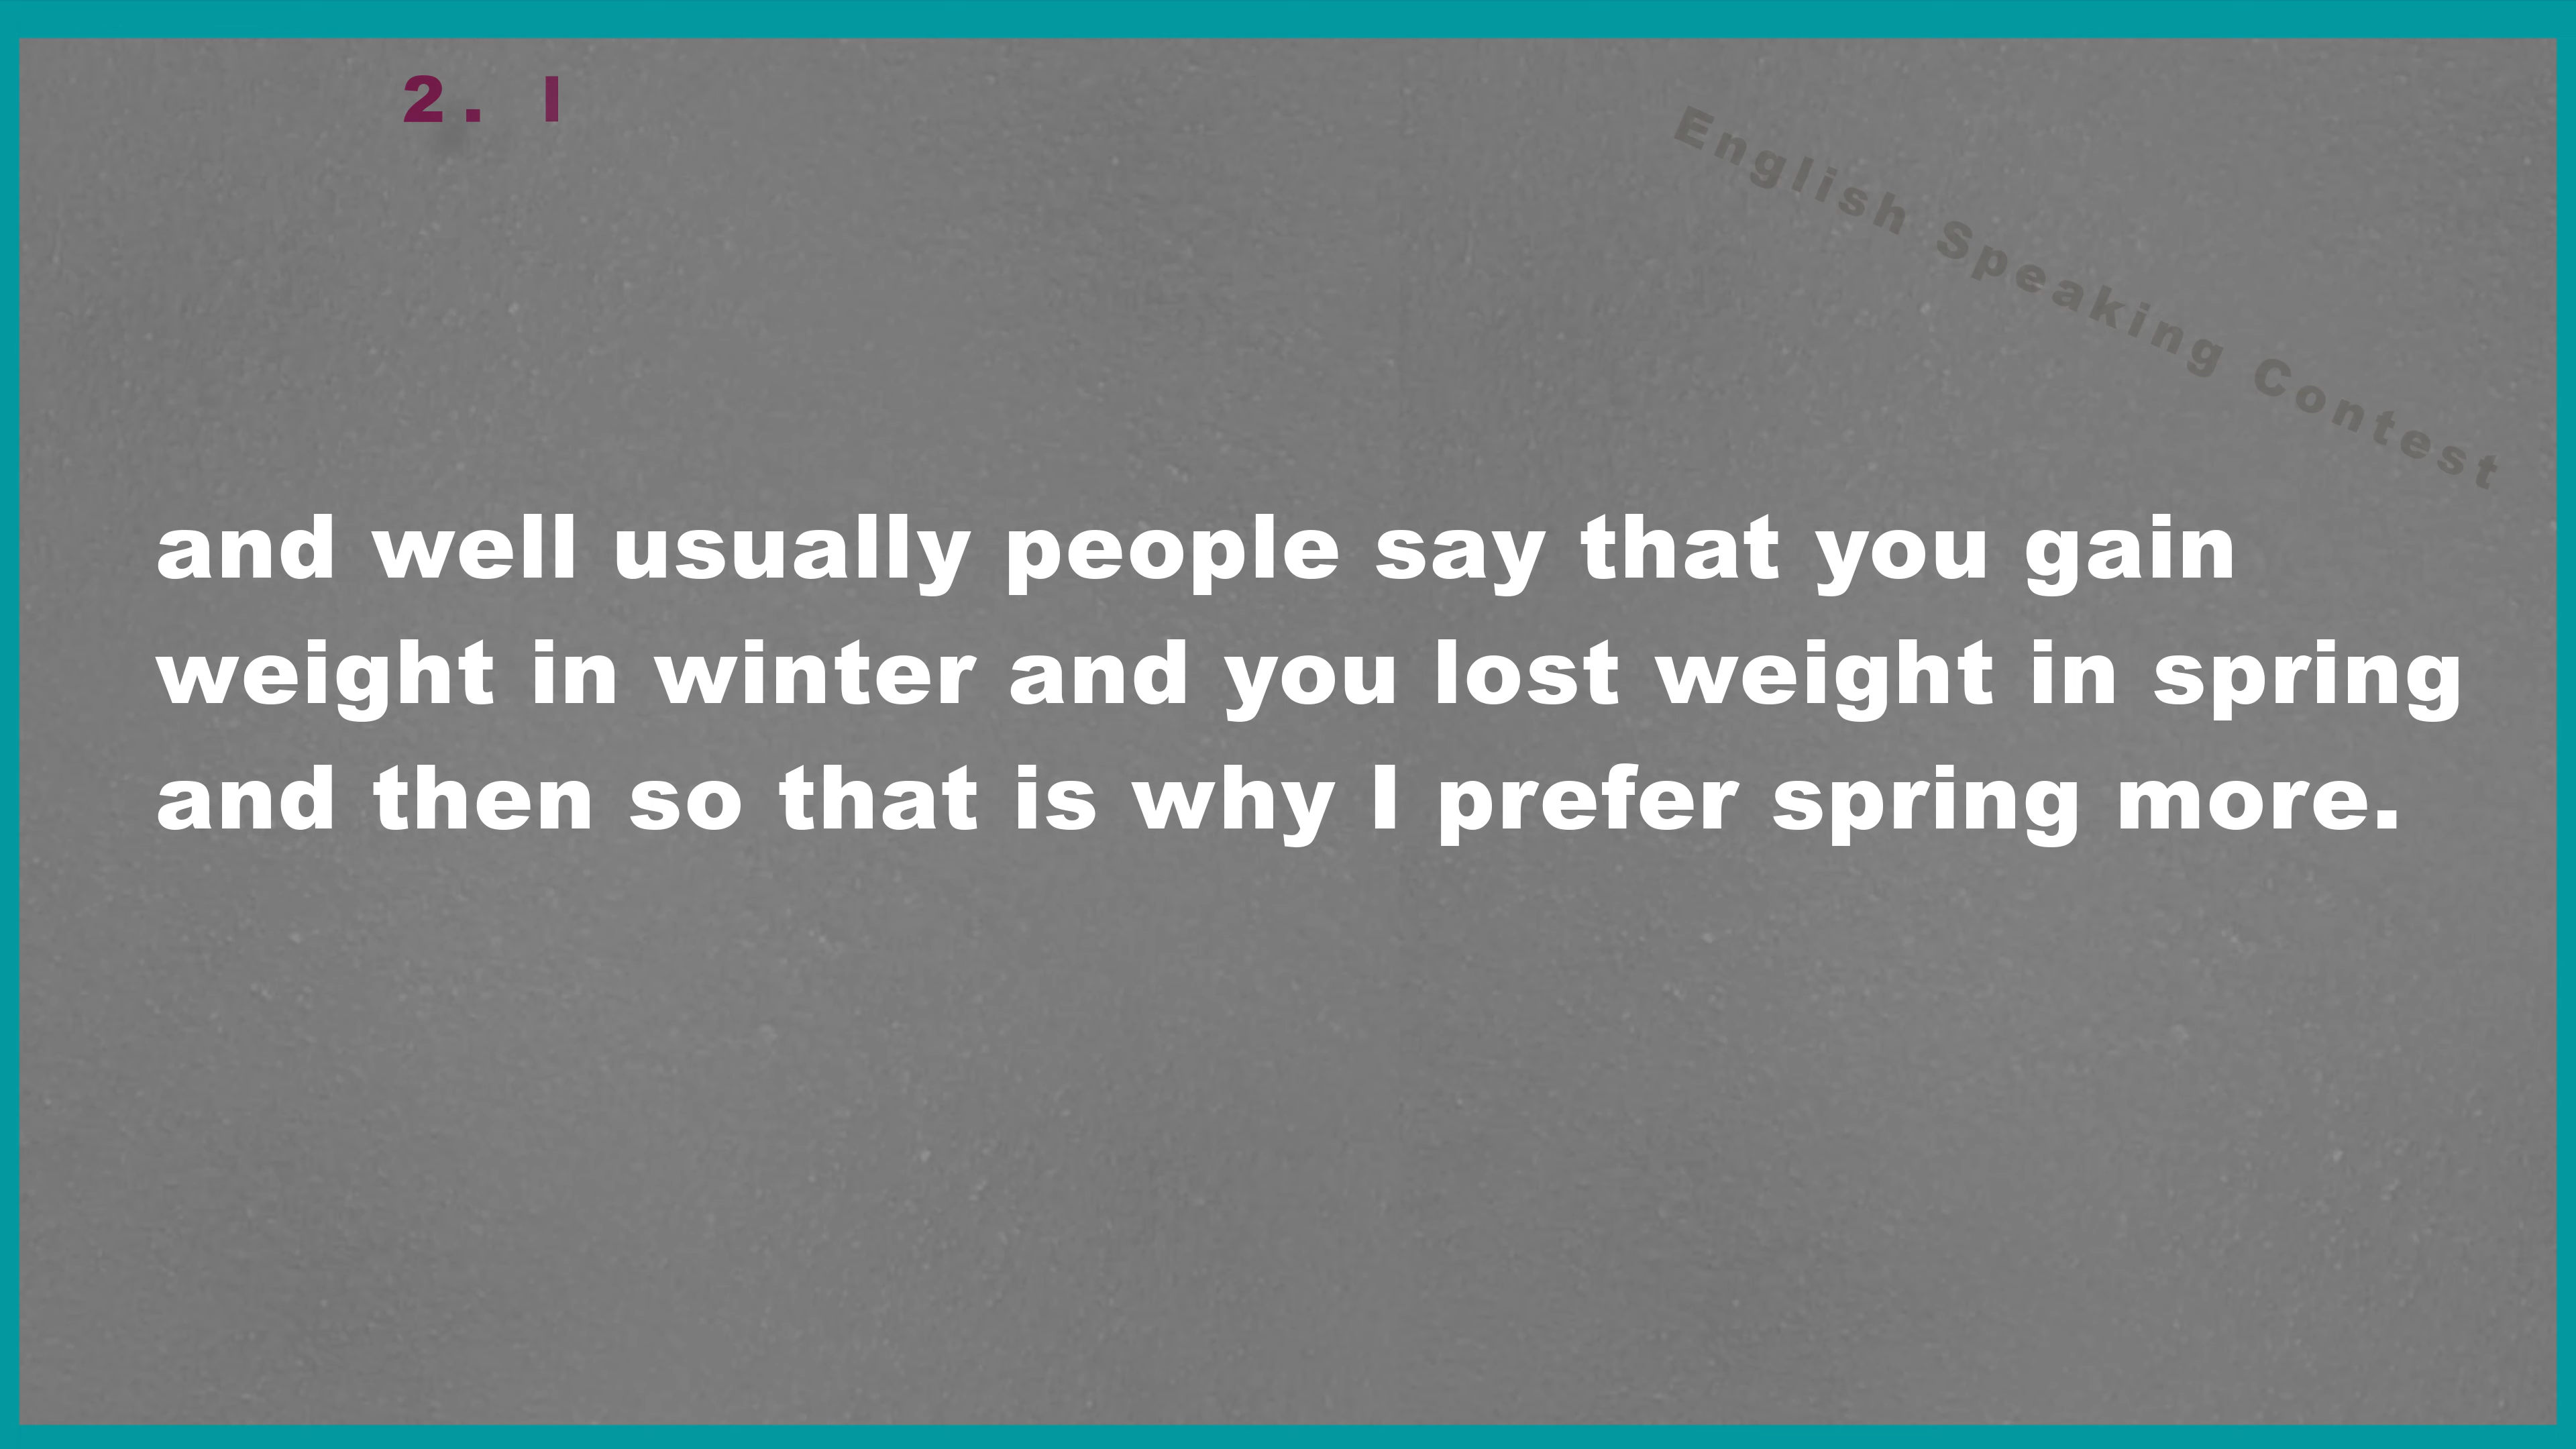 2. I
English Speaking Contest
and well usually people say that you gain
weight in winter and you lost weight in spring
and then so that is why I prefer spring more.